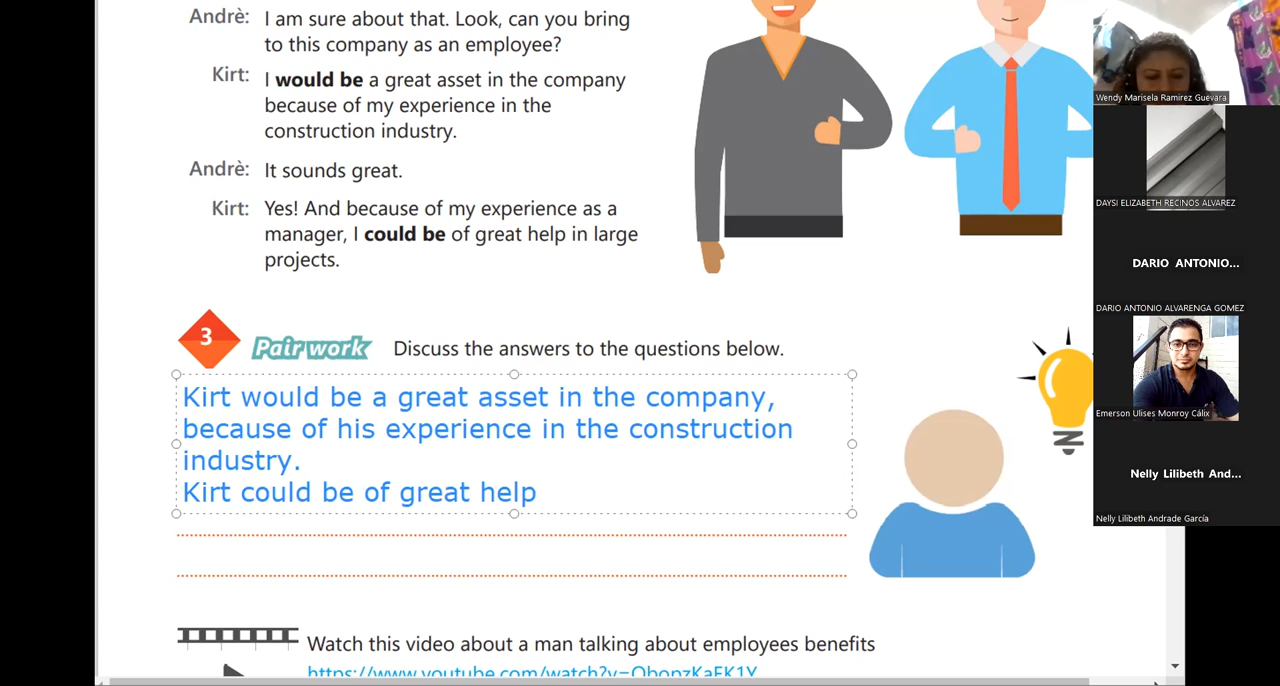 Andrè: I am sure about that. Look, can you bring
to this company as an employee?
Kirt: I would be a great asset in the company
because of my experience in the
construction industry.
Andrè: It sounds great.
Kirt: Yes! And because of my experience as a
manager, I could be of great help in large
projects.
3 Pair work Discuss the answers to the questions below.
Kirt would be a great asset in the company,
because of his experience in the construction
industry.
Kirt could be of great help
Watch this video about a man talking about employees benefits
Wendy Marisela Ramirez Guevara
DAYSI ELIZABETH RECINOS ALVAREZ
DARIO ANTONIO...
DARIO ANTONIO ALVARENGA GOMEZ
Emerson Ulises Monroy Cálix
Nelly Lilibeth And...
Nelly Lilibeth Andrade García